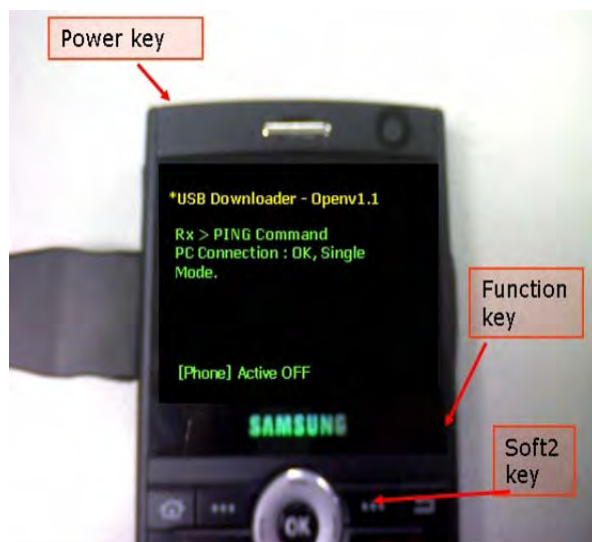 Power key
*USB Downloader - Openv1.1
Rx > PING Command
PC Connection : OK, Single
Mode.
Function
key
[Phone] Active OFF
SAMSUNG
Soft2
key
OK